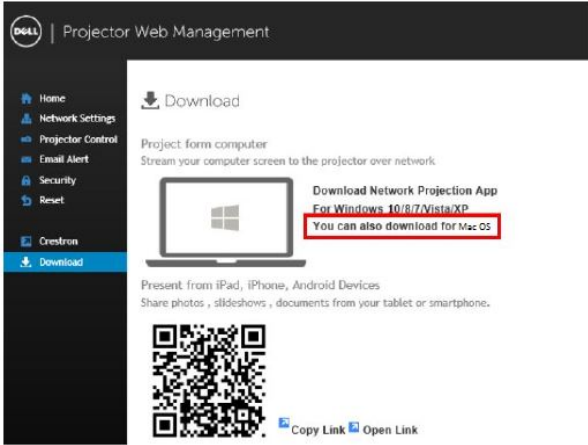 DELL | Projector Web Management
Home
Network Settings
Projector Control
Email Alert
Security
Reset
Crestron
Download
Download
Project form computer
Stream your computer screen to the projector over network
Download Network Projection App
For Windows 10/8/7/Vista/XP
You can also download for Mac OS
Present from iPad, iPhone, Android Devices
Share photos , slideshows , documents from your tablet or smartphone.
Copy Link Open Link